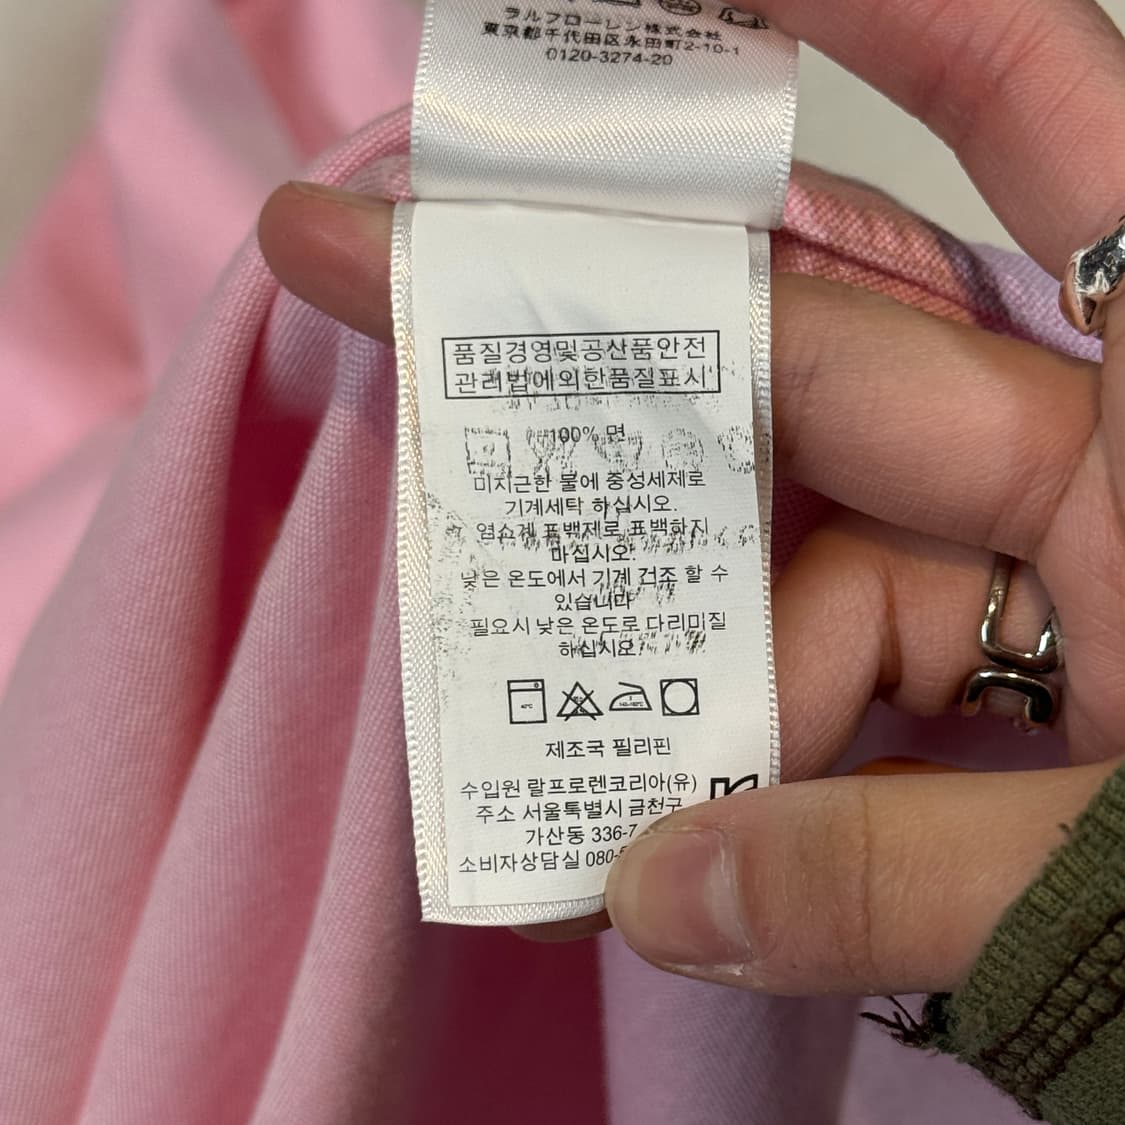 ラルフローレン株式会社
東京都千代田区永田町2-10-1
0120-3274-20
품질경영및공산품안전
관리법에의한품질표시
100% 면
미지근한 물에 중성세제로
기계세탁 하십시오.
염소계 표백제로 표백하지
마십시오.
낮은 온도에서 기계 건조 할 수
있습니다
필요시 낮은 온도로 다리미질
하십시오.
40℃
제조국 필리핀
수입원 랄프로렌코리아(유)
주소 서울특별시 금천구
가산동 336-7
소비자상담실 080-